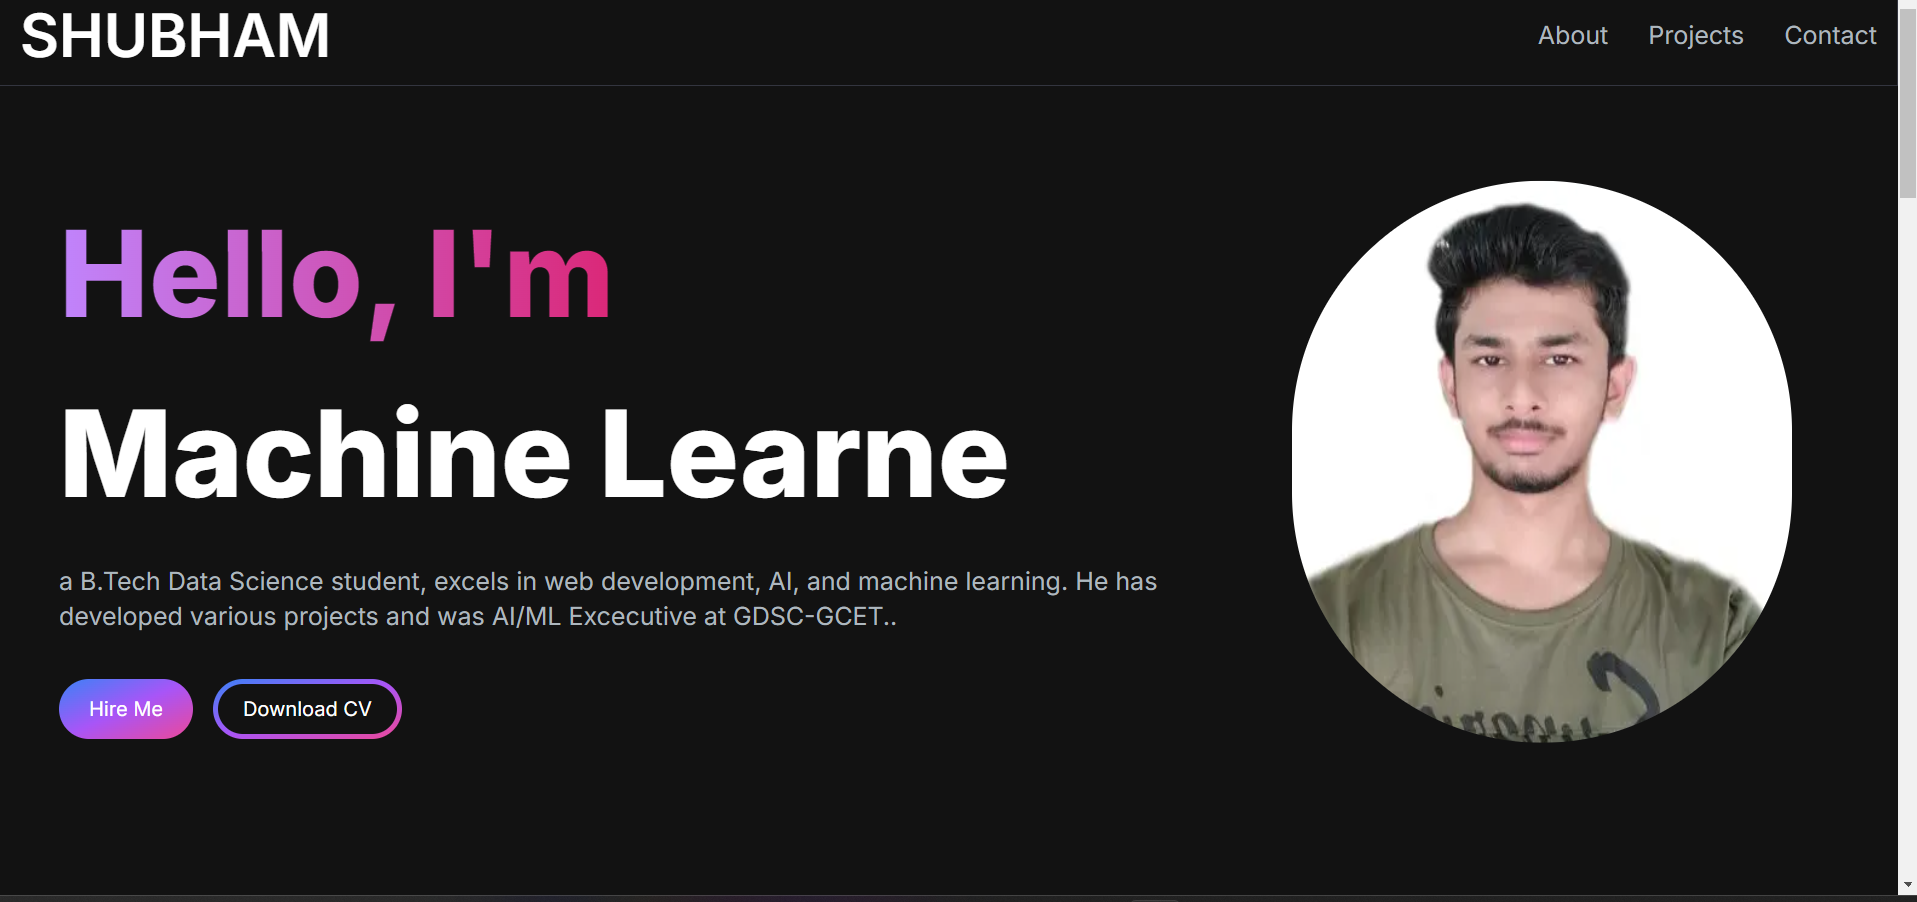 SHUBHAM
About Projects Contact
Hello, I'm
Machine Learne
a B.Tech Data Science student, excels in web development, AI, and machine learning. He has
developed various projects and was AI/ML Excecutive at GDSC-GCET..
Hire Me
Download CV